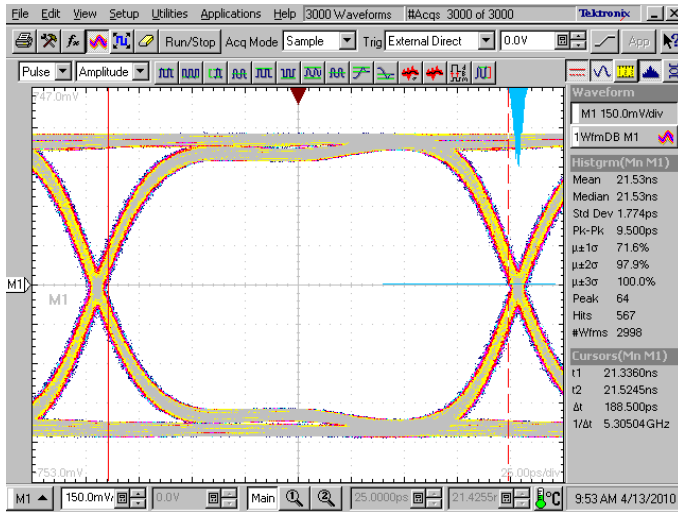 File Edit View Setup Utilities Applications Help 3000 Waveforms #Acqs 3000 of 3000 Tektronix
Run/Stop Acq Mode Sample Trig External Direct 0.0V App
Pulse Amplitude
747.0mV
M1
M1
753.0mV
25.00ps/div
Waveform
M1 150.0mV/div
1WfmDB M1
Histgrm(Mn M1)
Mean 21.53ns
Median 21.53ns
Std Dev 1.774ps
Pk-Pk 9.500ps
µ±1σ 71.6%
µ±2σ 97.9%
µ±3σ 100.0%
Peak 64
Hits 567
#Wfms 2998
Cursors(Mn M1)
t1 21.3360ns
t2 21.5245ns
Δt 188.500ps
1/Δt 5.30504GHz
M1 150.0mV/ 0.0V Main 25.0000ps 21.4255r °C 9:53 AM 4/13/2010